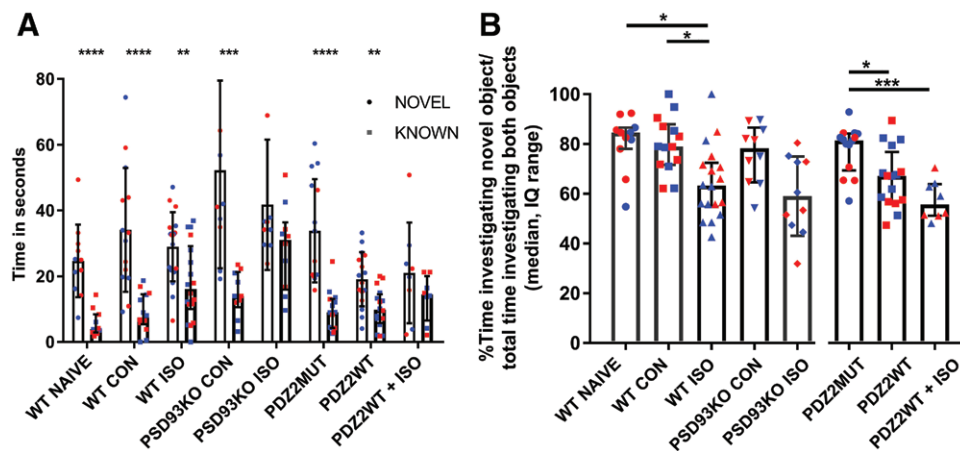 A
**** **** ** *** **** **
80
60
40
20
0
Time in seconds
NOVEL
KNOWN
WT NAIVE
WT CON
WT ISO
PSD93KO CON
PSD93KO ISO
PDZ2MUT
PDZ2WT
PDZ2WT + ISO
B
*
*
*
***
100
80
60
40
20
0
%Time investigating novel object/
total time investigating both objects
(median, IQ range)
WT NAIVE
WT CON
WT ISO
PSD93KO CON
PSD93KO ISO
PDZ2MUT
PDZ2WT
PDZ2WT + ISO